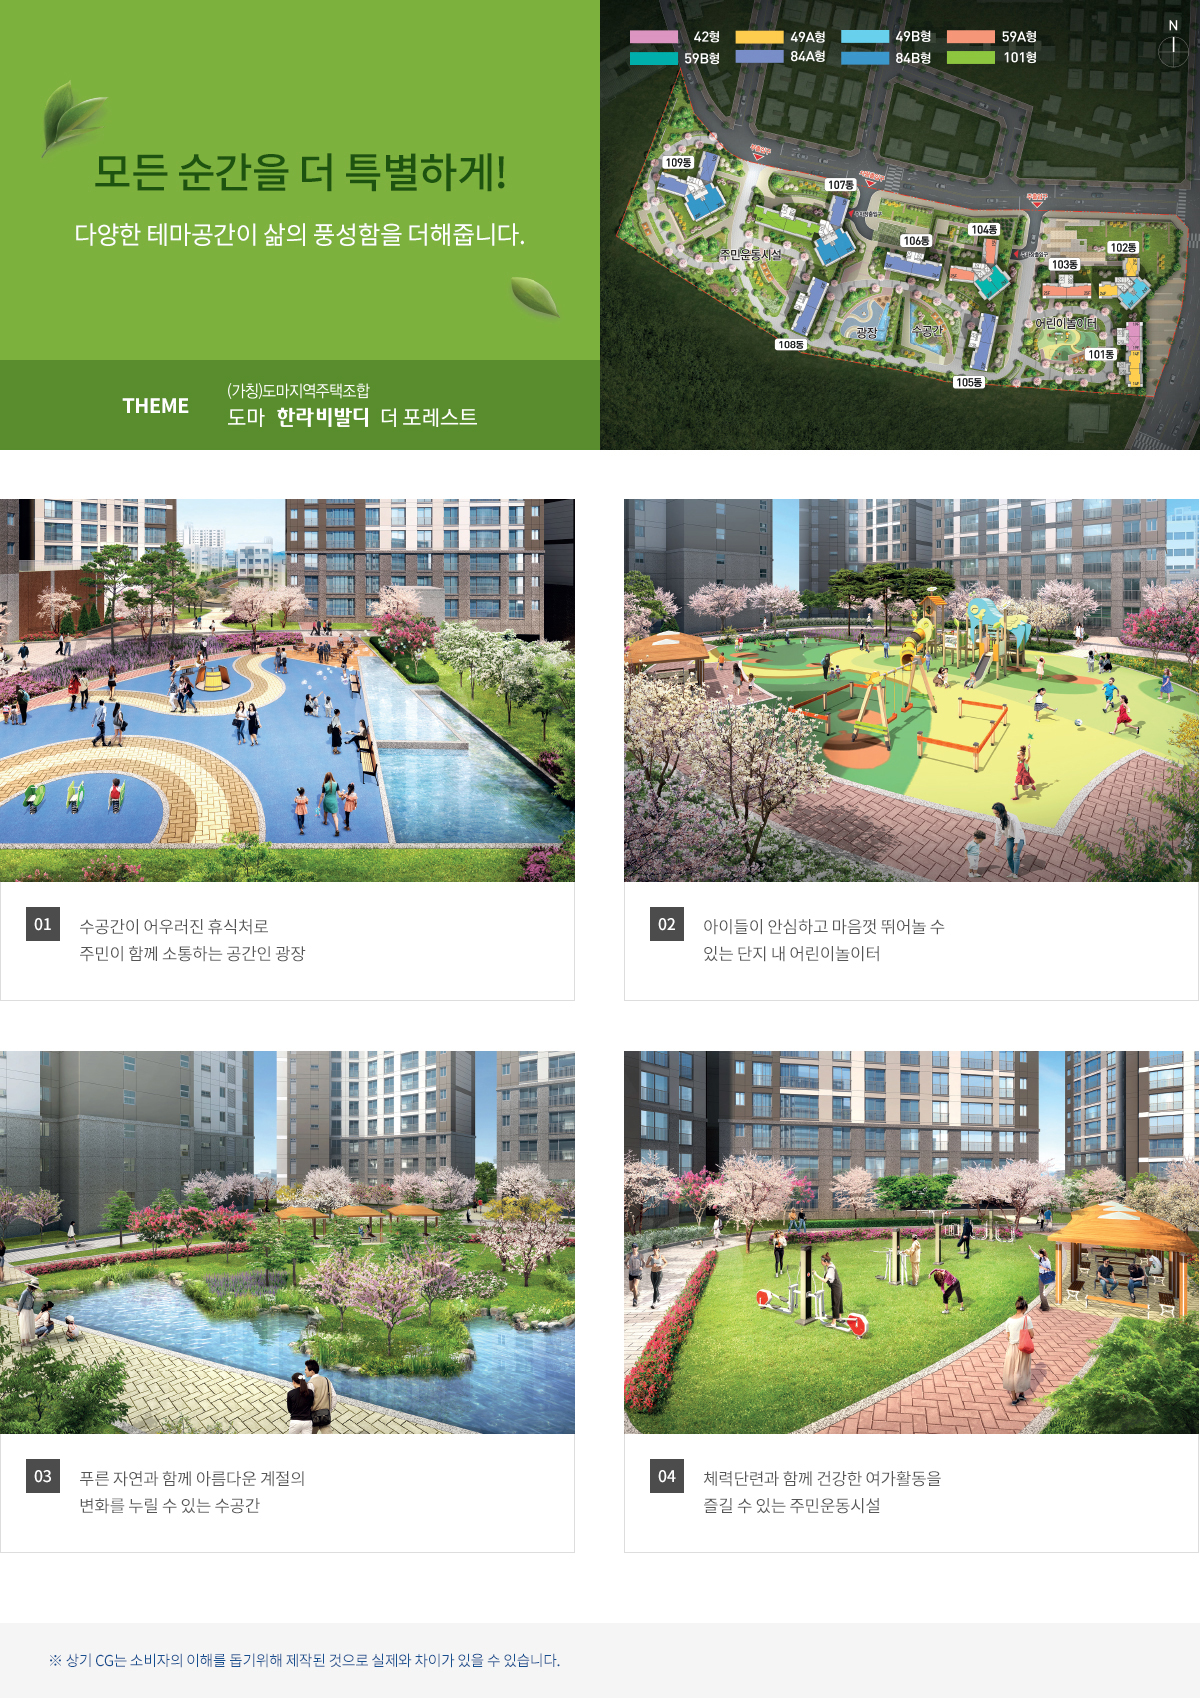 모든 순간을 더 특별하게!
다양한 테마공간이 삶의 풍성함을 더해줍니다.
THEME
(가칭)도마지역주택조합
도마 한라비발디 더 포레스트
42형 49A형 49B형 59A형
59B형 84A형 84B형 101형
N
109동
107동
104동
106동
102동
103동
주민운동시설
광장
수공간
어린이놀이터
108동
101동
105동
01
수공간이 어우러진 휴식처로
주민이 함께 소통하는 공간인 광장
02
아이들이 안심하고 마음껏 뛰어놀 수
있는 단지 내 어린이놀이터
03
푸른 자연과 함께 아름다운 계절의
변화를 누릴 수 있는 수공간
04
체력단련과 함께 건강한 여가활동을
즐길 수 있는 주민운동시설
※ 상기 CG는 소비자의 이해를 돕기위해 제작된 것으로 실제와 차이가 있을 수 있습니다.